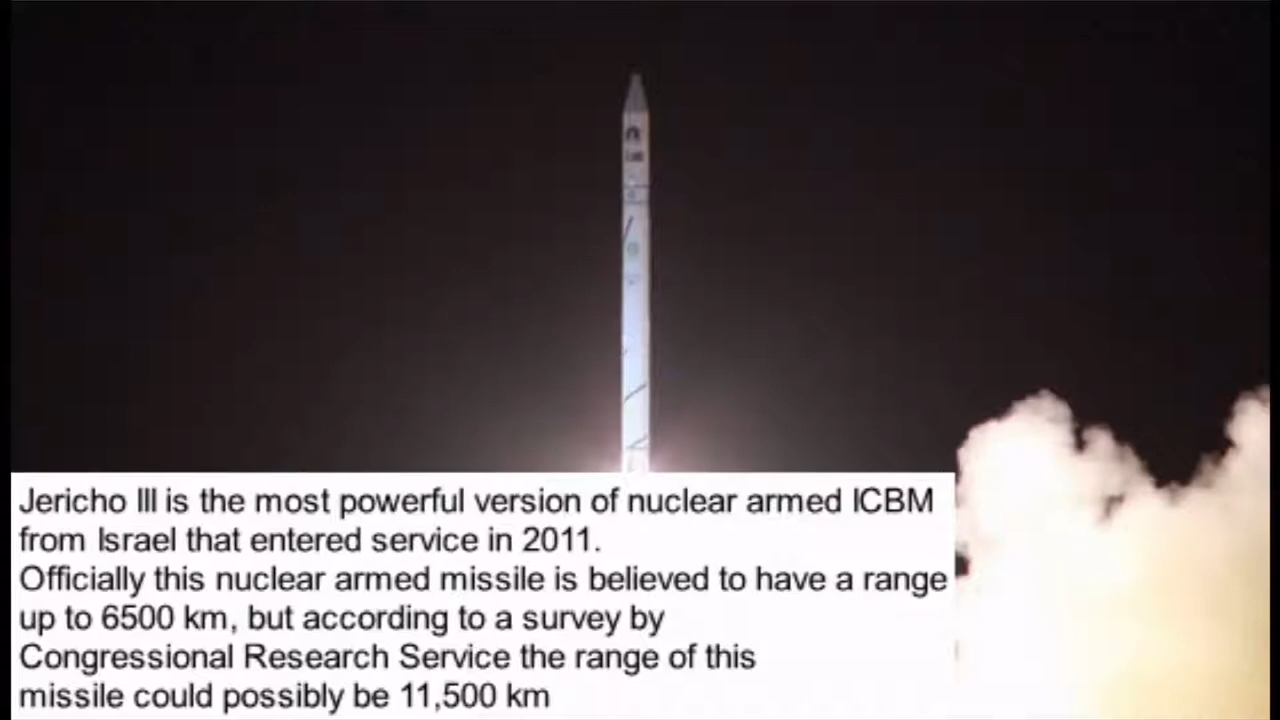 Jericho III is the most powerful version of nuclear armed ICBM
from Israel that entered service in 2011.
Officially this nuclear armed missile is believed to have a range
up to 6500 km, but according to a survey by
Congressional Research Service the range of this
missile could possibly be 11,500 km